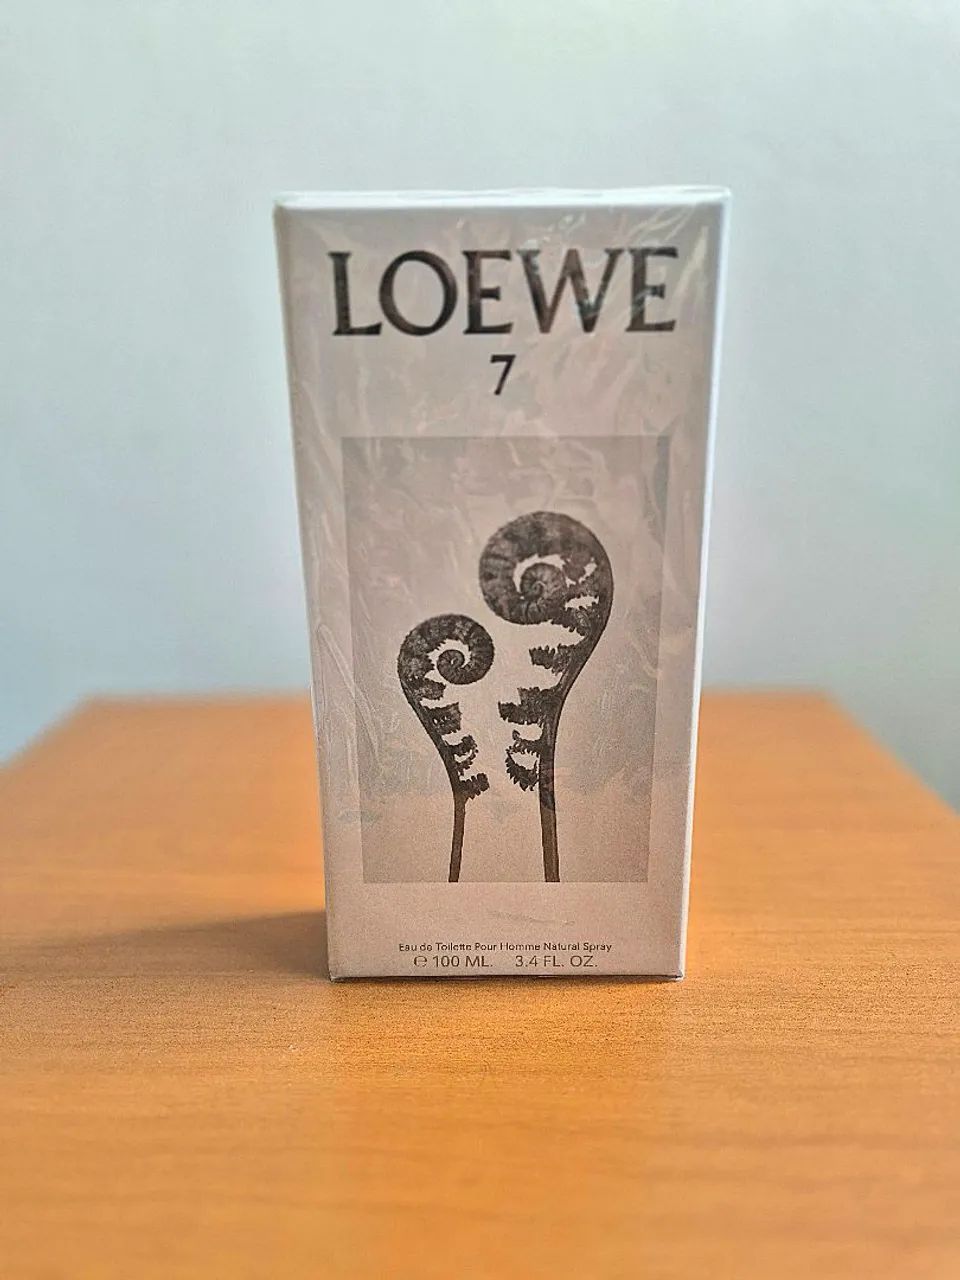 LOEWE
7
Eau de Toilette Pour Homme Natural Spray
℮ 100 ML. 3.4 FL. OZ.